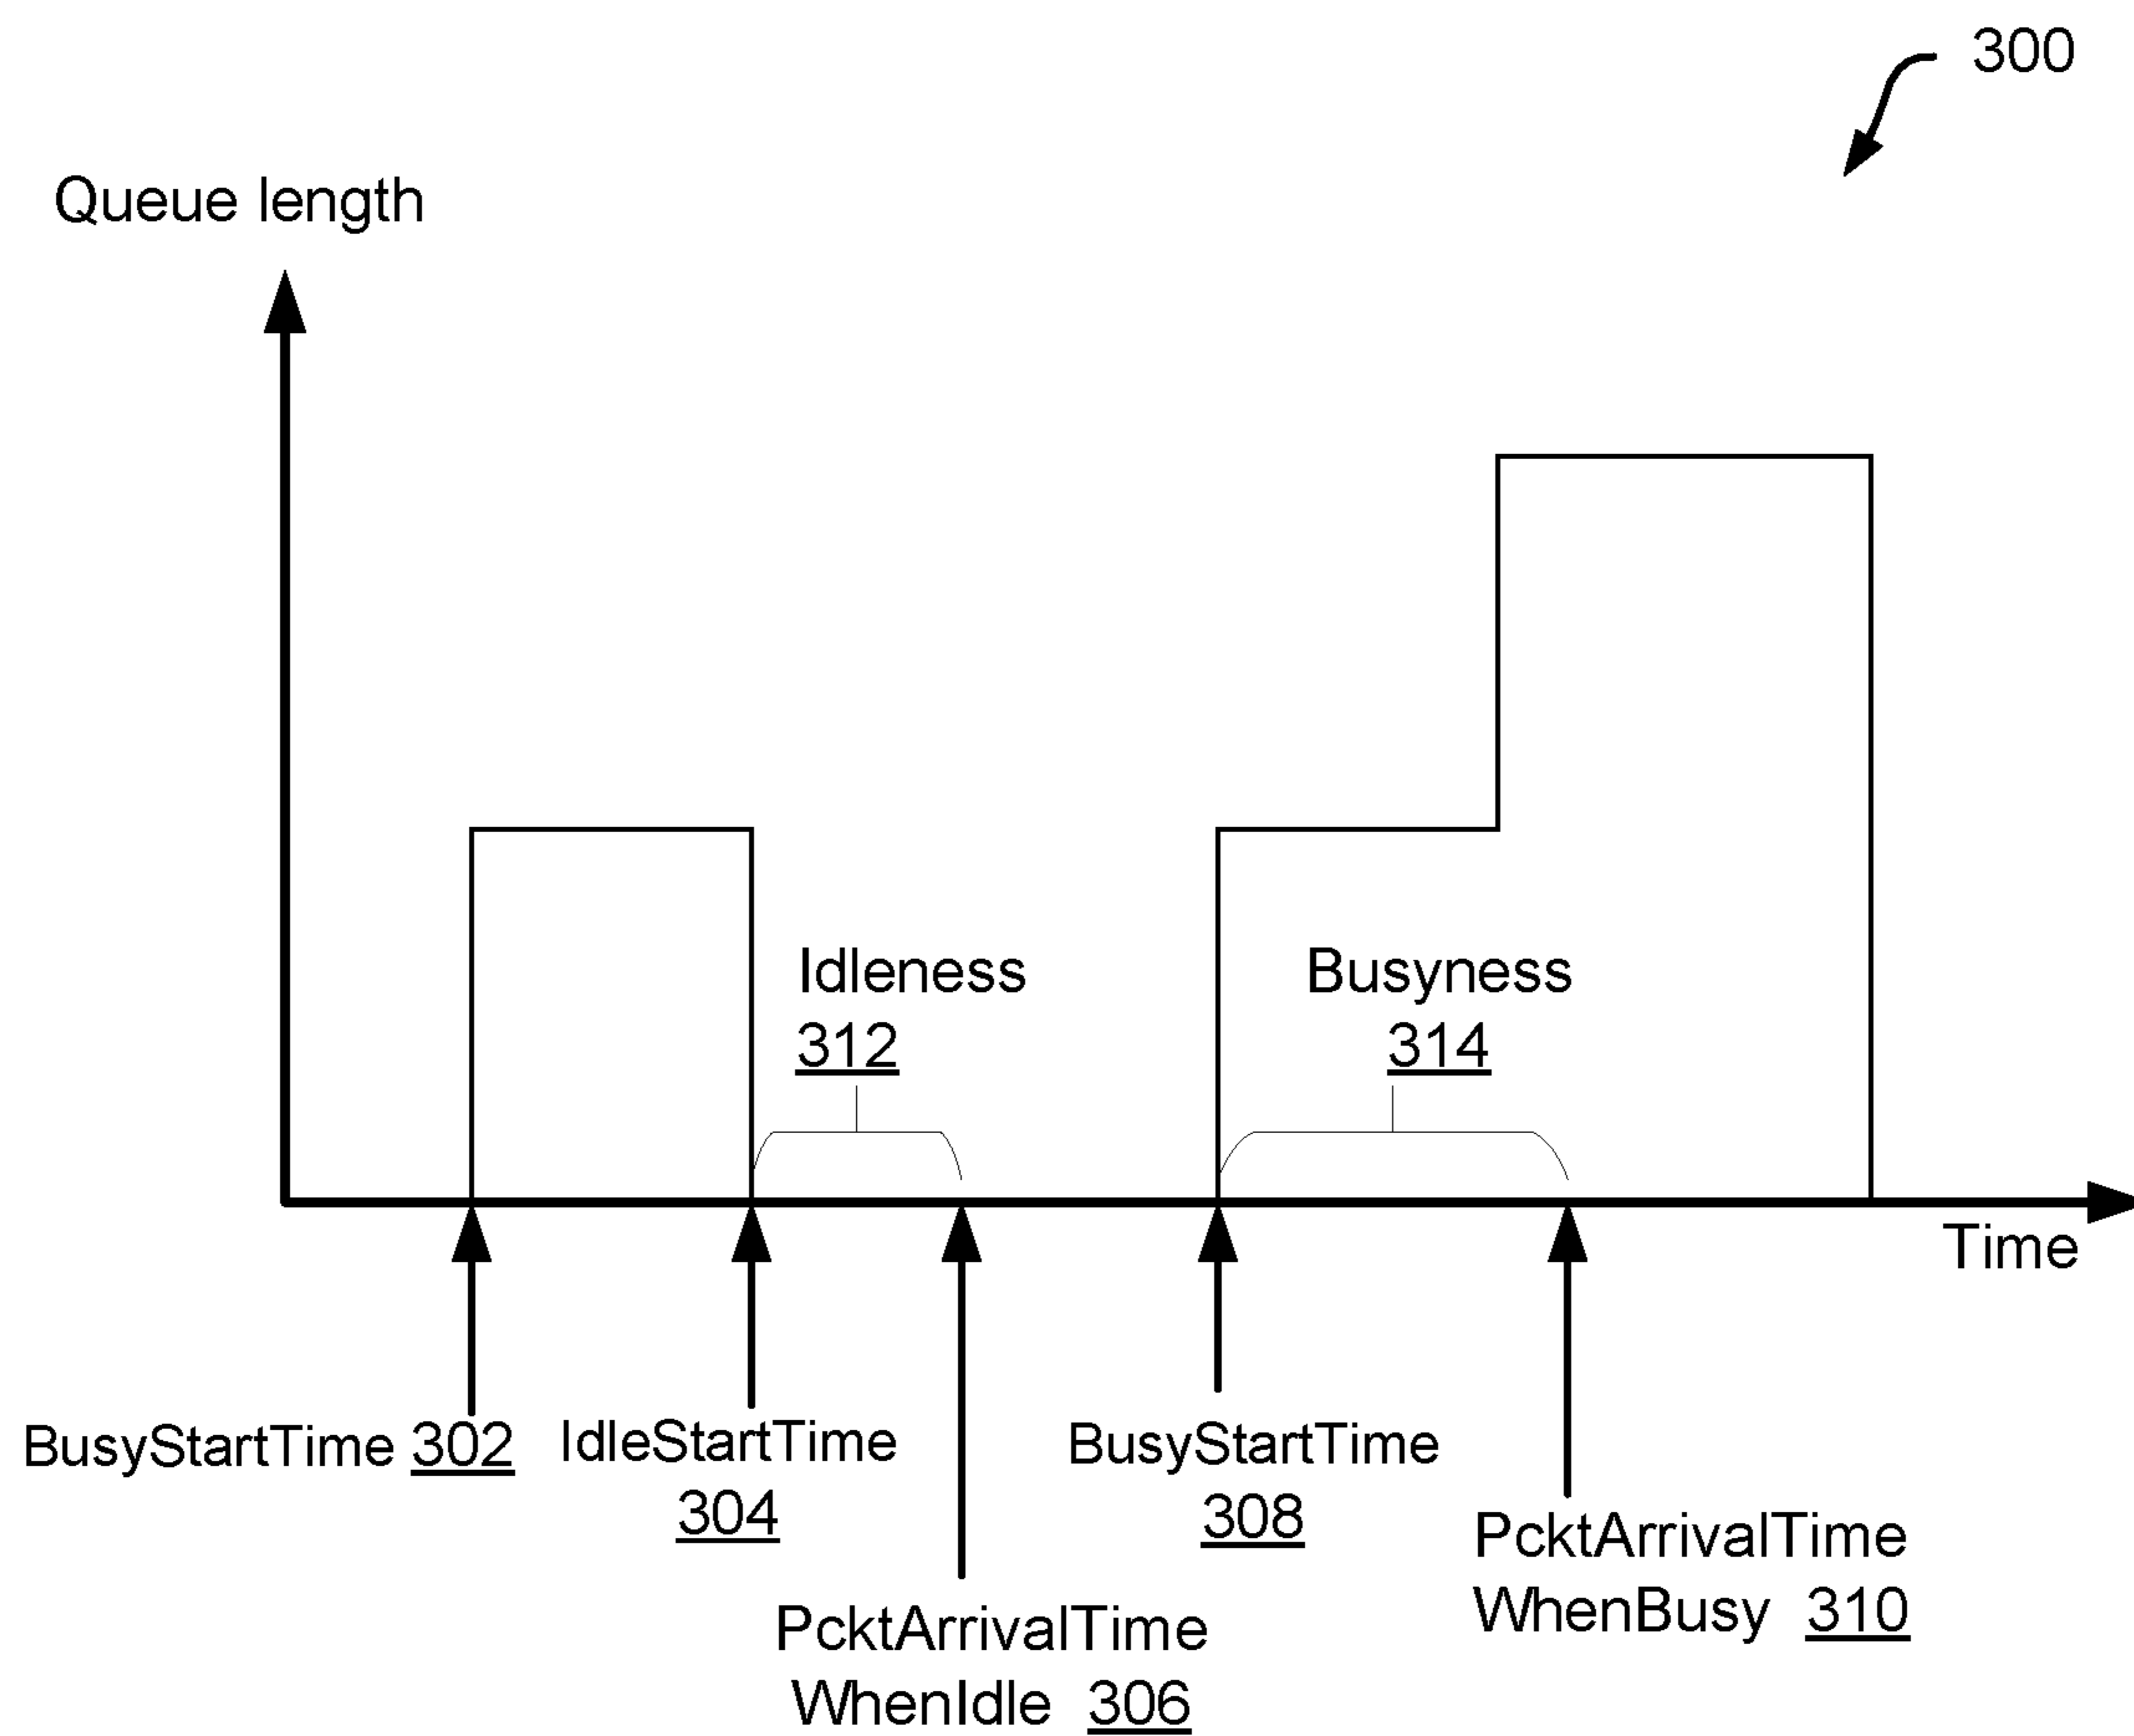 300
Queue length
Idleness
312
Busyness
314
Time
BusyStartTime 302
IdleStartTime
304
BusyStartTime
308
PcktArrivalTime
WhenBusy 310
PcktArrivalTime
WhenIdle 306